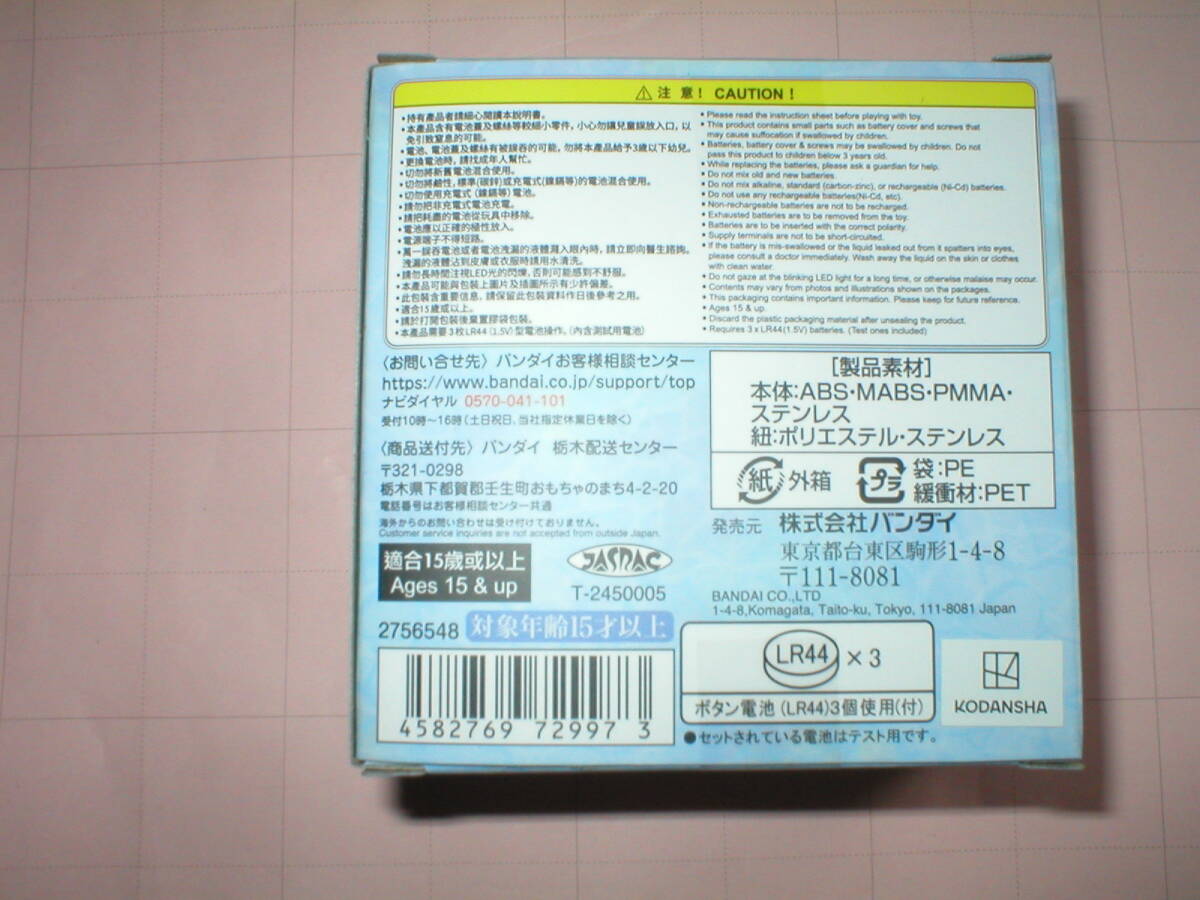 ⚠ 注 意! CAUTION !
・持有產品者請細心閱讀本說明書。
・本產品含有電池蓋及螺絲等較細小零件,小心勿讓兒童誤放入口,以
免引致窒息的可能。
・電池、電池蓋及螺絲有被誤吞的可能,勿將本產品給予3歲以下幼兒。
・更換電池時,請找成年人幫忙。
・切勿將新舊電池混合使用。
・切勿將鹼性,標準(碳鋅)或充電式(鎳鎘等)的電池混合使用。
・切勿使用充電式 (鎳鎘等)電池。
・請勿把非充電式電池充電。
・請把耗盡的電池從玩具中移除。
・電池應以正確的極性放入。
・電源端子不得短路。
・萬一誤吞電池或者電池洩漏的液體濺入眼內時,請立即向醫生諮詢。
洩漏的液體沾到皮膚或衣服時請用水清洗。
・請勿長時間注視LED光的閃爍,否則可能感到不舒服。
・本產品可能與包裝上圖片及插圖所示有少許偏差。
・此包裝含重要信息,請保留此包裝資料作日後參考之用。
・適合15歲或以上。
・請於打開包裝後棄置膠袋包裝。
・本產品需要3枚LR44 (1.5V)型電池操作。(內含測試用電池)
• Please read the instruction sheet before playing with toy.
• This product contains small parts such as battery cover and screws that
may cause suffocation if swallowed by children.
• Batteries, battery cover & screws may be swallowed by children. Do not
pass this product to children below 3 years old.
• While replacing the batteries, please ask a guardian for help.
• Do not mix old and new batteries.
• Do not mix alkaline, standard (carbon-zinc), or rechargeable (Ni-Cd) batteries.
• Do not use any rechargeable batteries(Ni-Cd, etc).
• Non-rechargeable batteries are not to be recharged.
• Exhausted batteries are to be removed from the toy.
• Batteries are to be inserted with the correct polarity.
• Supply terminals are not to be short-circuited.
• If the battery is mis-swallowed or the liquid leaked out from it spatters into eyes,
please consult a doctor immediately. Wash away the liquid on the skin or clothes
with clean water.
• Do not gaze at the blinking LED light for a long time, or otherwise malaise may occur.
• Contents may vary from photos and illustrations shown on the packages.
• This packaging contains important information. Please keep for future reference.
• Ages 15 & up.
• Discard the plastic packaging material after unsealing the product.
• Requires 3 x LR44(1.5V) batteries. (Test ones included)
〈お問い合せ先〉バンダイお客様相談センター
https://www.bandai.co.jp/support/top
ナビダイヤル 0570-041-101
受付10時〜16時(土日祝日、当社指定休業日を除く)
〈商品送付先〉バンダイ 栃木配送センター
〒321-0298
栃木県下都賀郡壬生町おもちゃのまち4-2-20
電話番号はお客様相談センター共通
海外からのお問い合わせは受け付けておりません。
Customer service inquiries are not accepted from outside Japan.
適合15歲或以上
Ages 15 & up
JASRAC
T-2450005
2756548 対象年齢15才以上
4582769 72997 3
[製品素材]
本体:ABS・MABS・PMMA・
ステンレス
紐:ポリエステル・ステンレス
紙 外箱
プラ 袋:PE
緩衝材:PET
発売元 株式会社バンダイ
東京都台東区駒形1-4-8
〒111-8081
BANDAI CO.,LTD
1-4-8,Komagata, Taito-ku, Tokyo, 111-8081 Japan
LR44 × 3
ボタン電池 (LR44)3個使用(付)
●セットされている電池はテスト用です。
KODANSHA